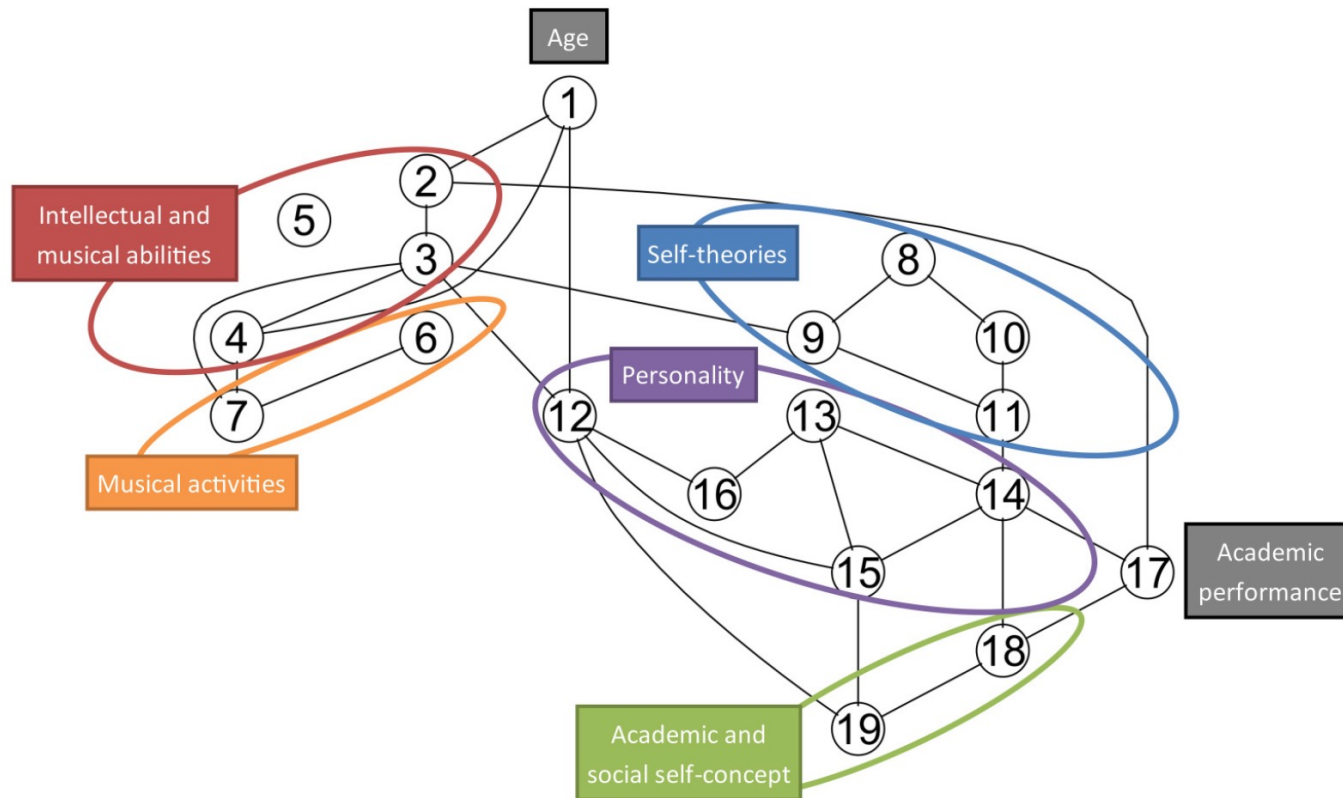 Age
1
2
5
Intellectual and
musical abilities
3
Self-theories
8
4
6
9
10
Personality
7
12
13
11
Musical activities
16
14
15
17
Academic
performance
18
19
Academic and
social self-concept